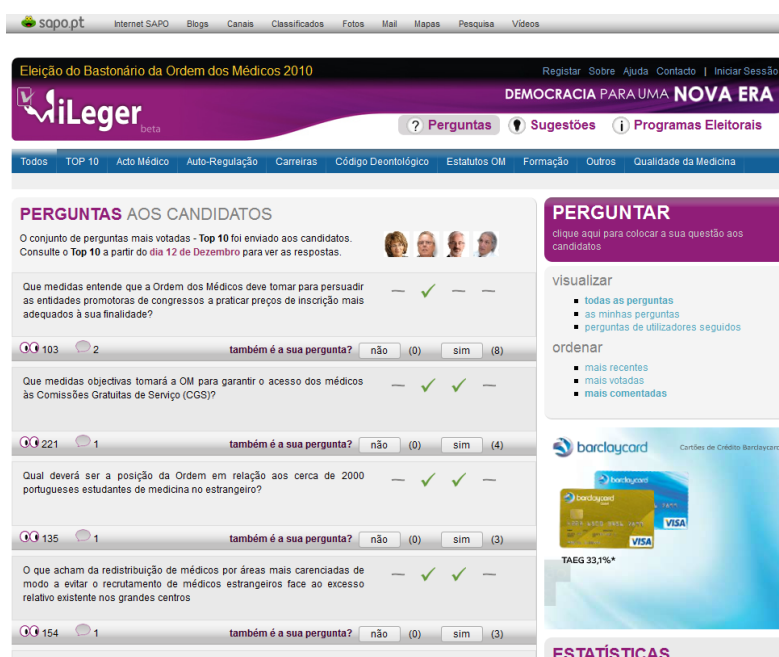 sapo.pt Internet SAPO Blogs Canais Classificados Fotos Mail Mapas Pesquisa Vídeos
Eleição do Bastonário da Ordem dos Médicos 2010
Registar Sobre Ajuda Contacto | Iniciar Sessão
iLeger
beta
DEMOCRACIA PARA UMA NOVA ERA
Perguntas Sugestões Programas Eleitorais
Todos TOP 10 Acto Médico Auto-Regulação Carreiras Código Deontológico Estatutos OM Formação Outros Qualidade da Medicina
PERGUNTAS AOS CANDIDATOS
O conjunto de perguntas mais votadas - Top 10 foi enviado aos candidatos.
Consulte o Top 10 a partir do dia 12 de Dezembro para ver as respostas.
Que medidas entende que a Ordem dos Médicos deve tomar para persuadir
as entidades promotoras de congressos a praticar preços de inscrição mais
adequados à sua finalidade?
103 2 também é a sua pergunta? não (0) sim (8)
Que medidas objectivas tomará a OM para garantir o acesso dos médicos
às Comissões Gratuitas de Serviço (CGS)?
221 1 também é a sua pergunta? não (0) sim (4)
Qual deverá ser a posição da Ordem em relação aos cerca de 2000
portugueses estudantes de medicina no estrangeiro?
135 1 também é a sua pergunta? não (0) sim (3)
O que acham da redistribuição de médicos por áreas mais carenciadas de
modo a evitar o recrutamento de médicos estrangeiros face ao excesso
relativo existente nos grandes centros
154 1 também é a sua pergunta? não (0) sim (3)
PERGUNTAR
clique aqui para colocar a sua questão aos
candidatos
visualizar
todas as perguntas
as minhas perguntas
perguntas de utilizadores seguidos
ordenar
mais recentes
mais votadas
mais comentadas
barclaycard Cartões de Crédito Barclaycard
barclaycard
barclaycard
VISA
VISA
TAEG 33,1%*
ESTATÍSTICAS